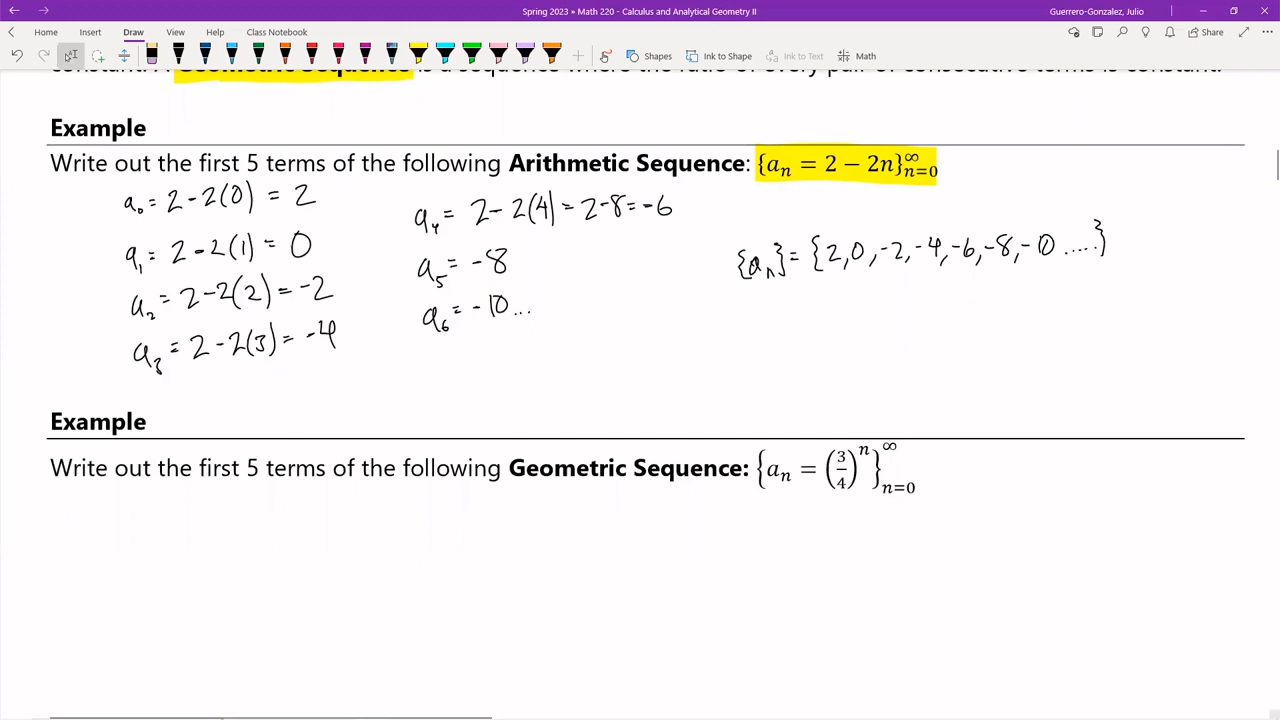 Spring 2023 » Math 220 - Calculus and Analytical Geometry II
Guerrero-Gonzalez, Julio
Home Insert Draw View Help Class Notebook
Share
Shapes Ink to Shape Ink to Text Math
Geometric Sequence is a sequence where the ratio of every pair of consecutive terms is constant.
Example
Write out the first 5 terms of the following Arithmetic Sequence: {aₙ = 2 − 2n}_{n=0}^∞
a₀ = 2 - 2(0) = 2
a₁ = 2 - 2(1) = 0
a₂ = 2 - 2(2) = -2
a₃ = 2 - 2(3) = -4
a₄ = 2 - 2(4) = 2 - 8 = -6
a₅ = -8
a₆ = -10...
{aₙ} = {2, 0, -2, -4, -6, -8, -10 .....}
Example
Write out the first 5 terms of the following Geometric Sequence: {aₙ = (3/4)ⁿ}_{n=0}^∞